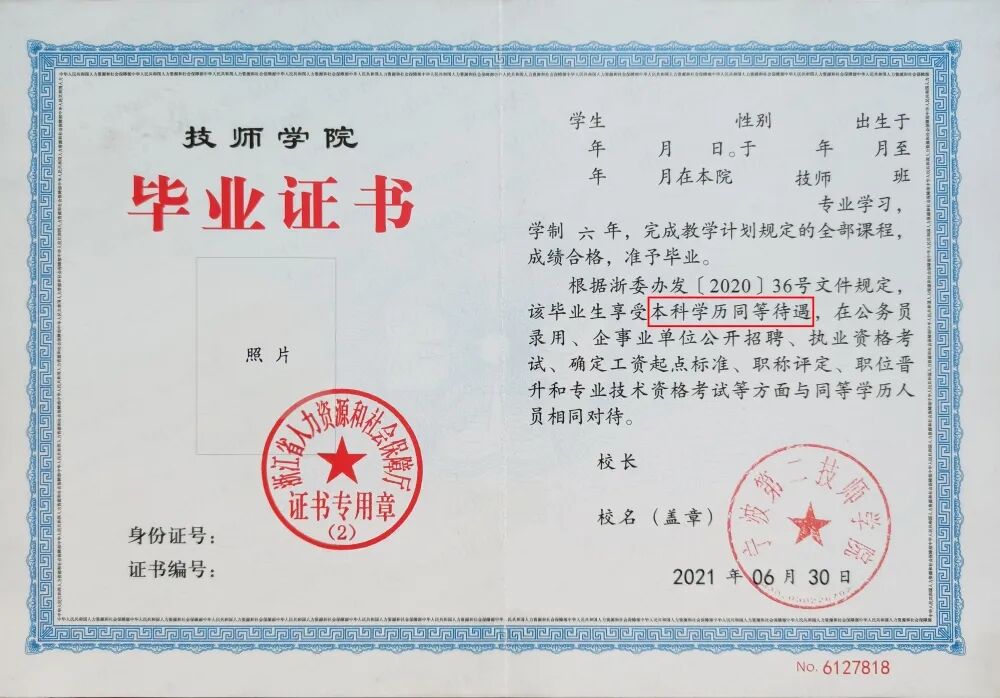 技师学院
毕业证书
照片
浙江省人力资源和社会保障厅
证书专用章
(2)
身份证号：
证书编号：
学生 性别 出生于
年 月 日。于 年 月至
年 月在本院 技师 班
专业学习，
学制 六 年，完成教学计划规定的全部课程，
成绩合格，准予毕业。
根据浙委办发〔2020〕36号文件规定，
该毕业生享受本科学历同等待遇，在公务员
录用、企事业单位公开招聘、执业资格考
试、确定工资起点标准、职称评定、职位晋
升和专业技术资格考试等方面与同等学历人
员相同对待。
校长
校名（盖章）
宁波第二技师学院
2021 年 06 月 30 日
No. 6127818